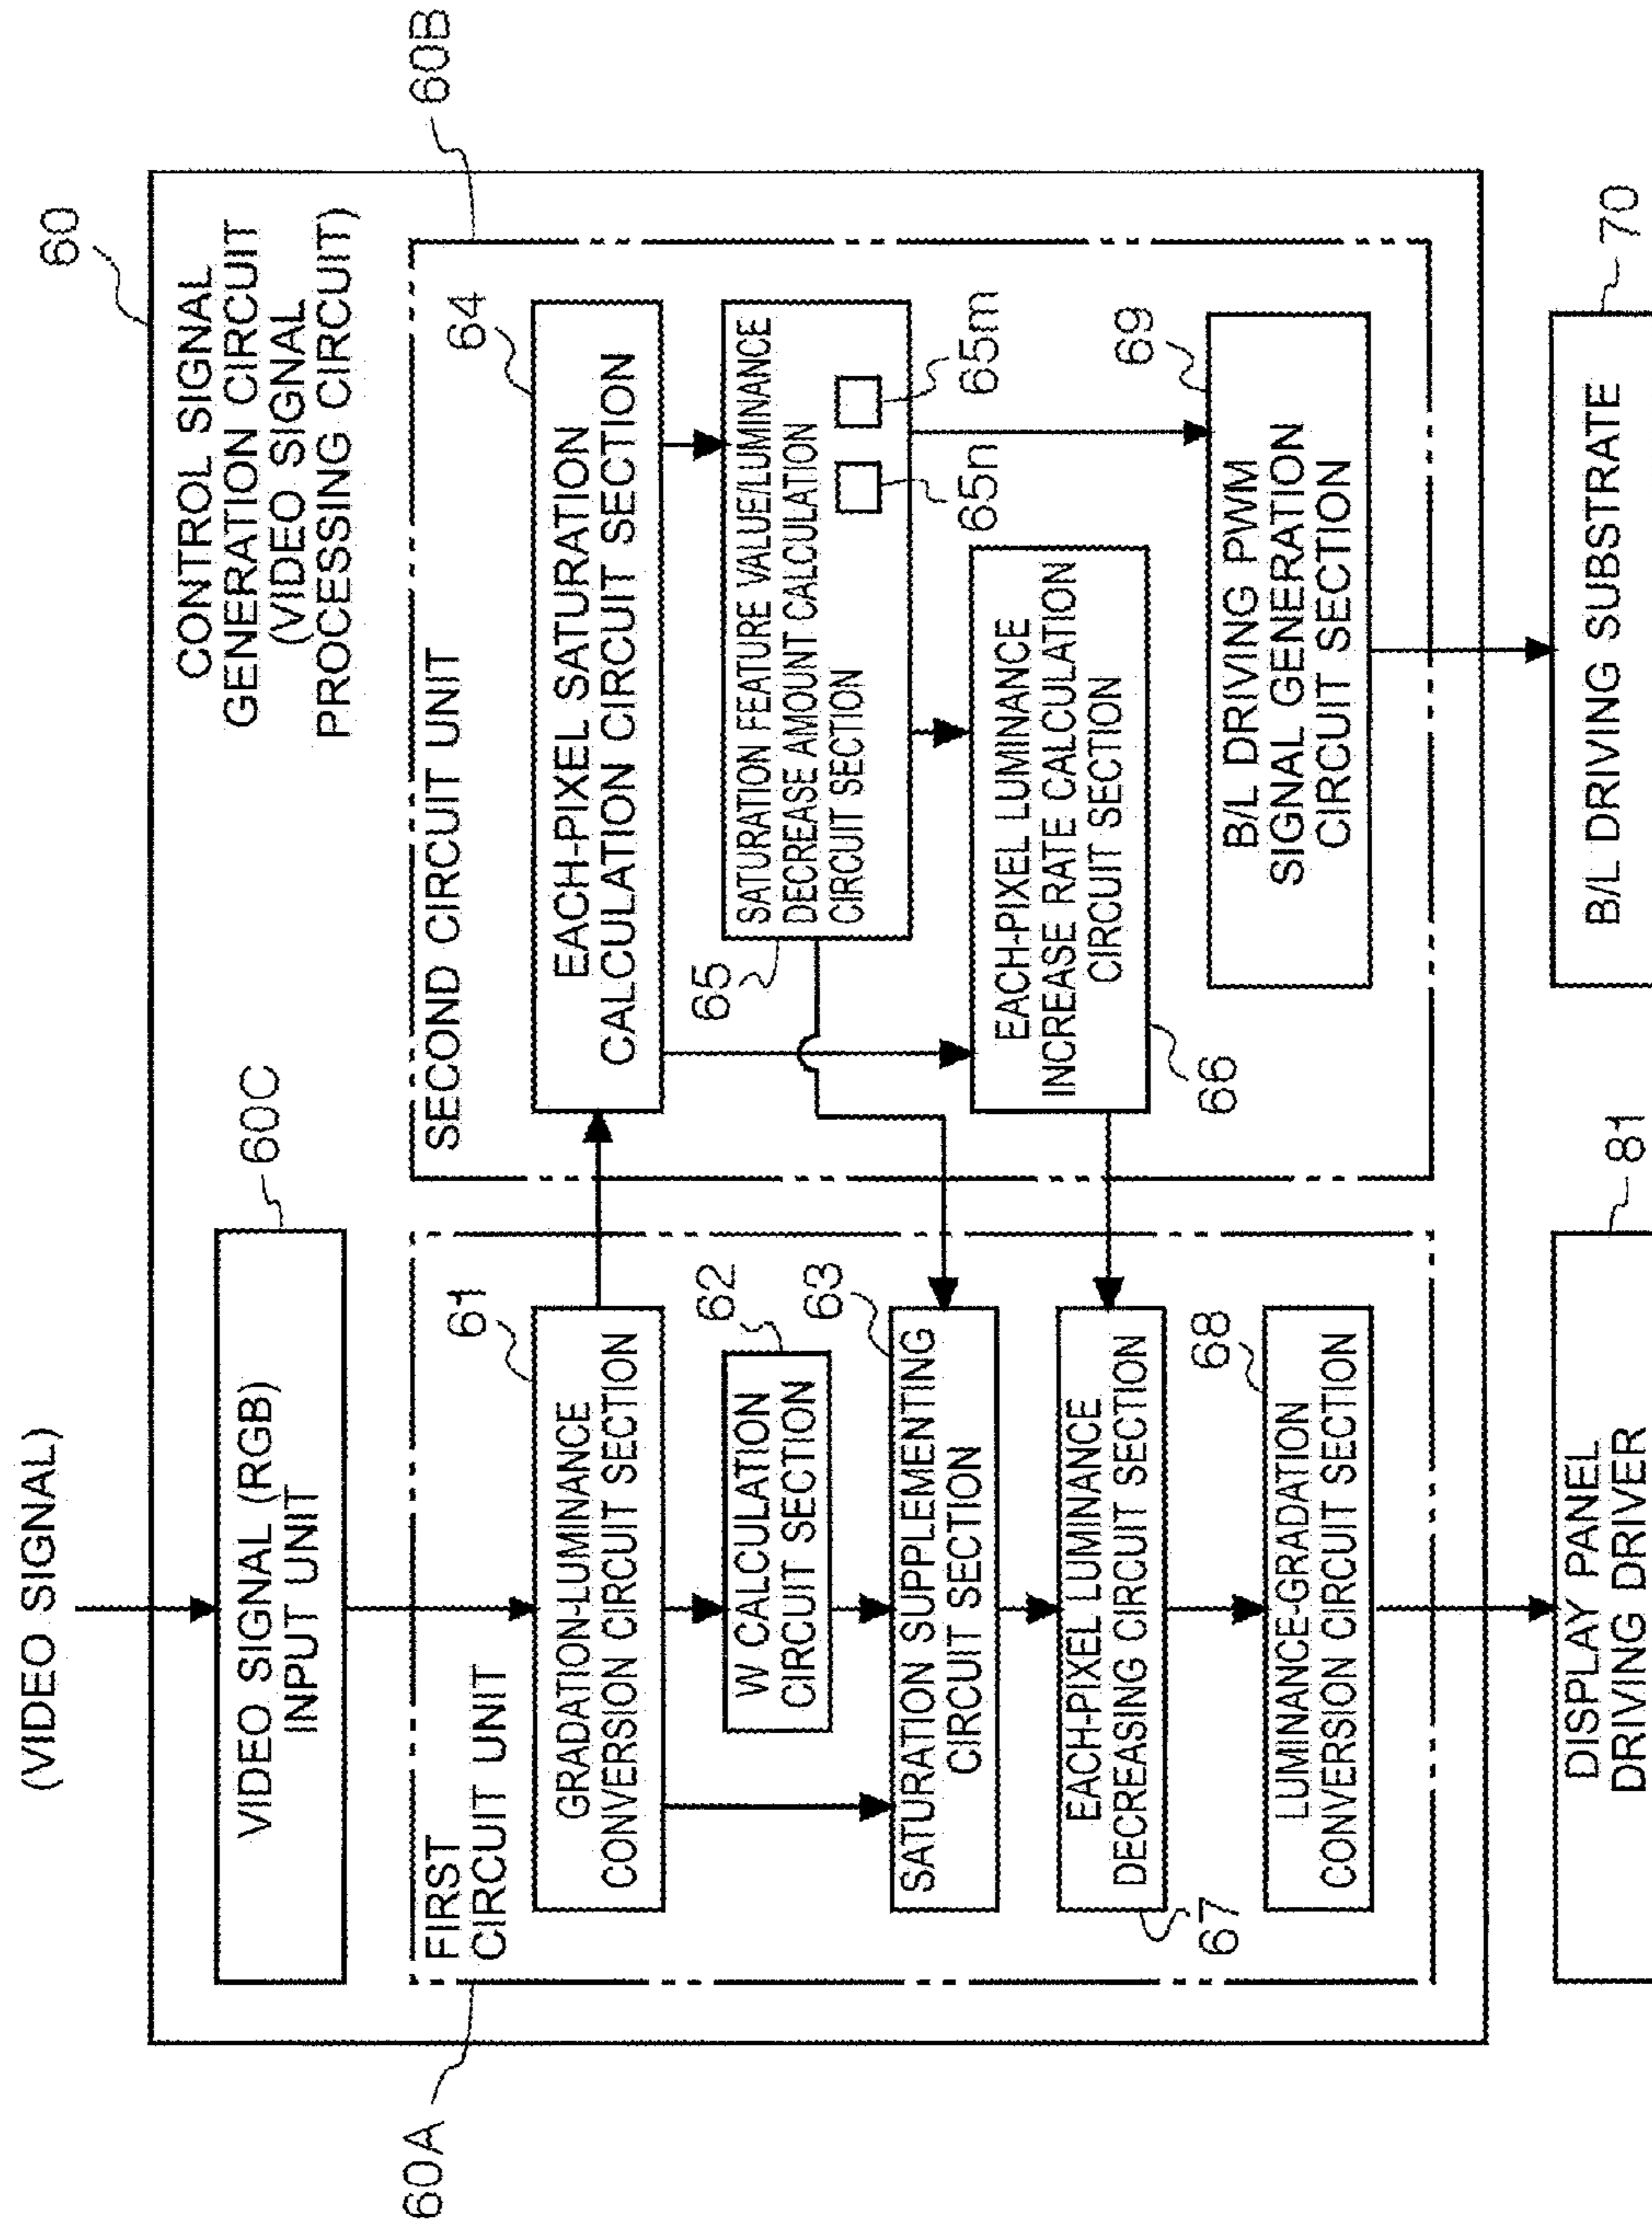 (VIDEO SIGNAL)
60
CONTROL SIGNAL
GENERATION CIRCUIT
(VIDEO SIGNAL
PROCESSING CIRCUIT)
VIDEO SIGNAL (RGB)
INPUT UNIT
60C
60A
FIRST
CIRCUIT UNIT
61
GRADATION-LUMINANCE
CONVERSION CIRCUIT SECTION
62
W CALCULATION
CIRCUIT SECTION
63
SATURATION SUPPLEMENTING
CIRCUIT SECTION
EACH-PIXEL LUMINANCE
DECREASING CIRCUIT SECTION
67
68
LUMINANCE-GRADATION
CONVERSION CIRCUIT SECTION
60B
SECOND CIRCUIT UNIT
64
EACH-PIXEL SATURATION
CALCULATION CIRCUIT SECTION
65
SATURATION FEATURE VALUE/LUMINANCE
DECREASE AMOUNT CALCULATION
CIRCUIT SECTION
65n
65m
EACH-PIXEL LUMINANCE
INCREASE RATE CALCULATION
CIRCUIT SECTION
66
69
B/L DRIVING PWM
SIGNAL GENERATION
CIRCUIT SECTION
81
DISPLAY PANEL
DRIVING DRIVER
70
B/L DRIVING SUBSTRATE